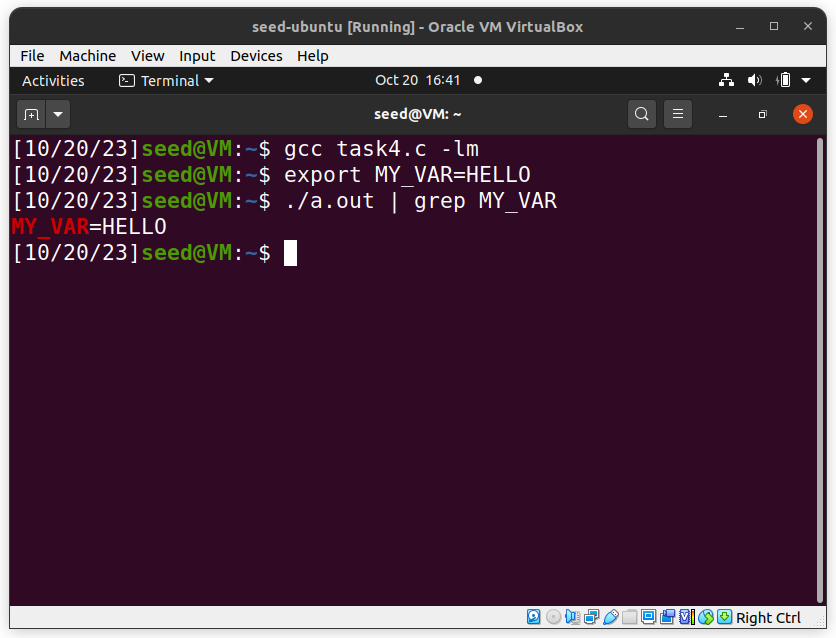 seed-ubuntu [Running] - Oracle VM VirtualBox
File Machine View Input Devices Help
Activities Terminal Oct 20 16:41
seed@VM: ~
[10/20/23]seed@VM:~$ gcc task4.c -lm
[10/20/23]seed@VM:~$ export MY_VAR=HELLO
[10/20/23]seed@VM:~$ ./a.out | grep MY_VAR
MY_VAR=HELLO
[10/20/23]seed@VM:~$
Right Ctrl